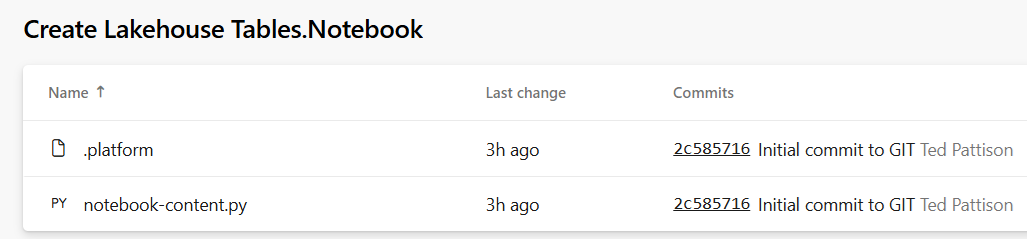 Create Lakehouse Tables.Notebook
Name ↑ Last change Commits
.platform 3h ago 2c585716 Initial commit to GIT Ted Pattison
PY notebook-content.py 3h ago 2c585716 Initial commit to GIT Ted Pattison